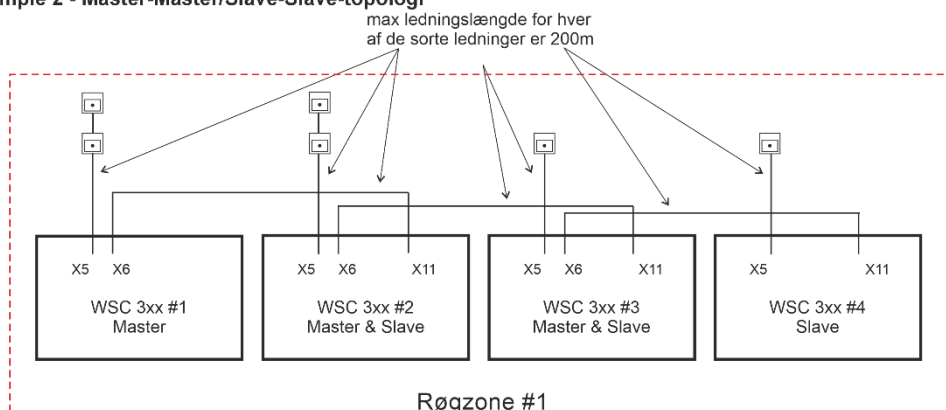 mple 2 - Master-Master/Slave-Slave-topologi
max ledningslængde for hver
af de sorte ledninger er 200m
X5 X6
X5 X6 X11
X5 X6 X11
X5 X11
WSC 3xx #1
Master
WSC 3xx #2
Master & Slave
WSC 3xx #3
Master & Slave
WSC 3xx #4
Slave
Røgzone #1